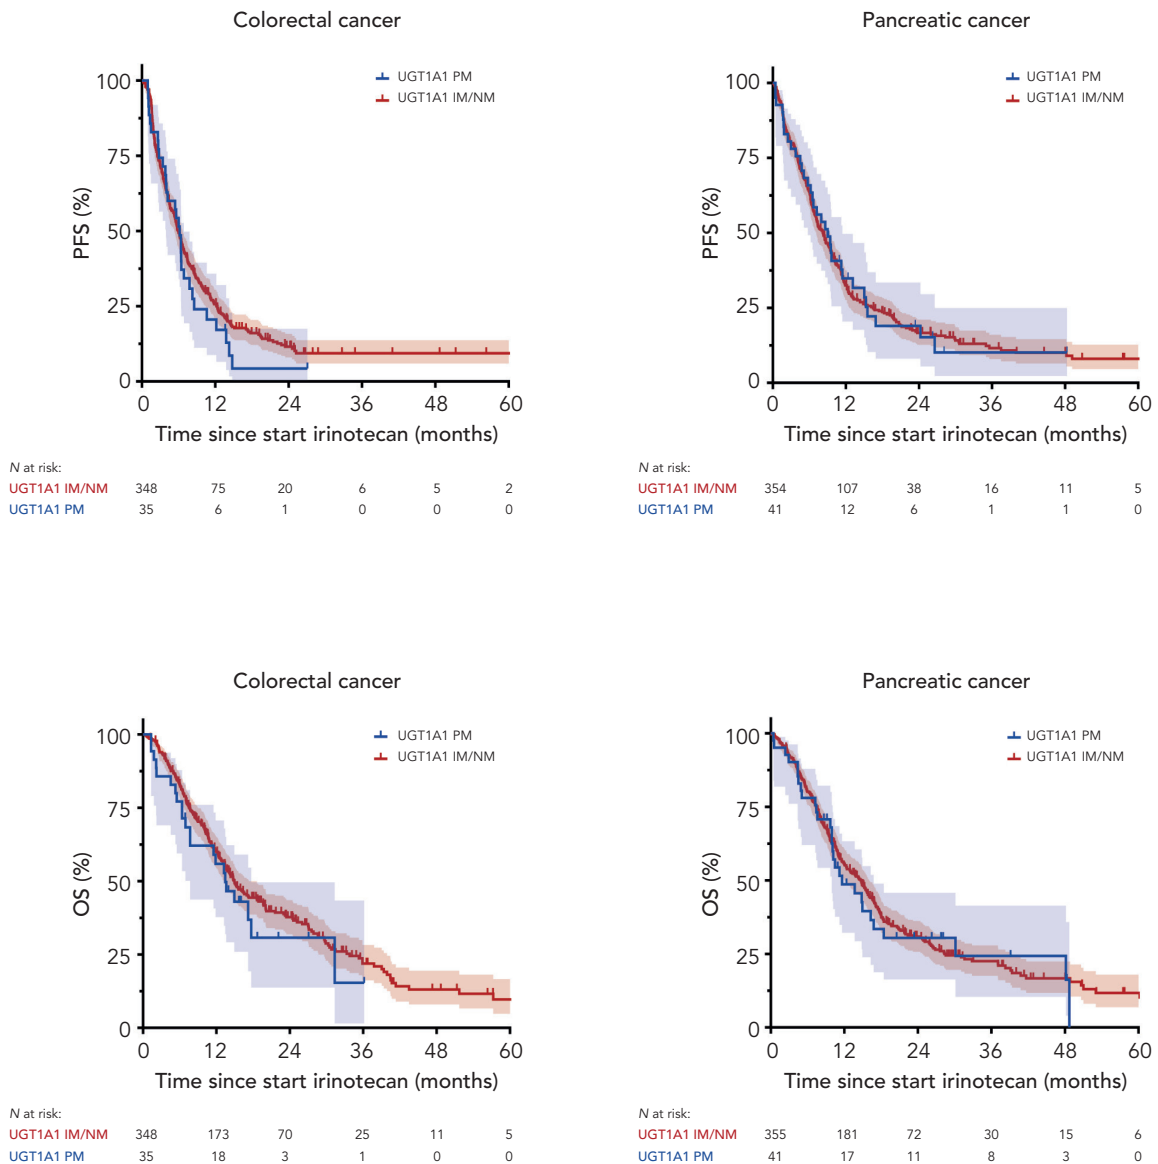 Colorectal cancer
UGT1A1 PM
UGT1A1 IM/NM
PFS (%)
100
75
50
25
0
0 12 24 36 48 60
Time since start irinotecan (months)
N at risk:
UGT1A1 IM/NM 348 75 20 6 5 2
UGT1A1 PM 35 6 1 0 0 0
Pancreatic cancer
UGT1A1 PM
UGT1A1 IM/NM
PFS (%)
100
75
50
25
0
0 12 24 36 48 60
Time since start irinotecan (months)
N at risk:
UGT1A1 IM/NM 354 107 38 16 11 5
UGT1A1 PM 41 12 6 1 1 0
Colorectal cancer
UGT1A1 PM
UGT1A1 IM/NM
OS (%)
100
75
50
25
0
0 12 24 36 48 60
Time since start irinotecan (months)
N at risk:
UGT1A1 IM/NM 348 173 70 25 11 5
UGT1A1 PM 35 18 3 1 0 0
Pancreatic cancer
UGT1A1 PM
UGT1A1 IM/NM
OS (%)
100
75
50
25
0
0 12 24 36 48 60
Time since start irinotecan (months)
N at risk:
UGT1A1 IM/NM 355 181 72 30 15 6
UGT1A1 PM 41 17 11 8 3 0